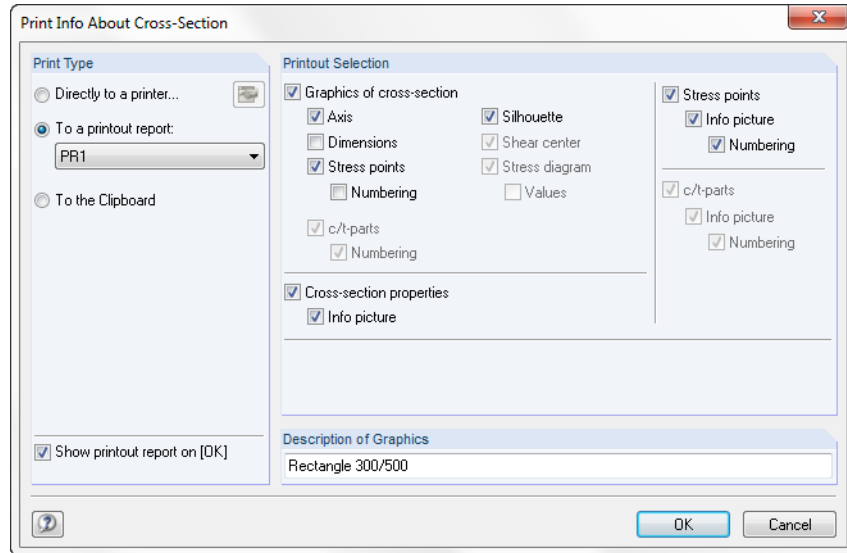 Print Info About Cross-Section
Print Type
Directly to a printer...
To a printout report:
PR1
To the Clipboard
Show printout report on [OK]
Printout Selection
Graphics of cross-section
Axis
Dimensions
Stress points
Numbering
c/t-parts
Numbering
Silhouette
Shear center
Stress diagram
Values
Cross-section properties
Info picture
Stress points
Info picture
Numbering
c/t-parts
Info picture
Numbering
Description of Graphics
Rectangle 300/500
OK
Cancel